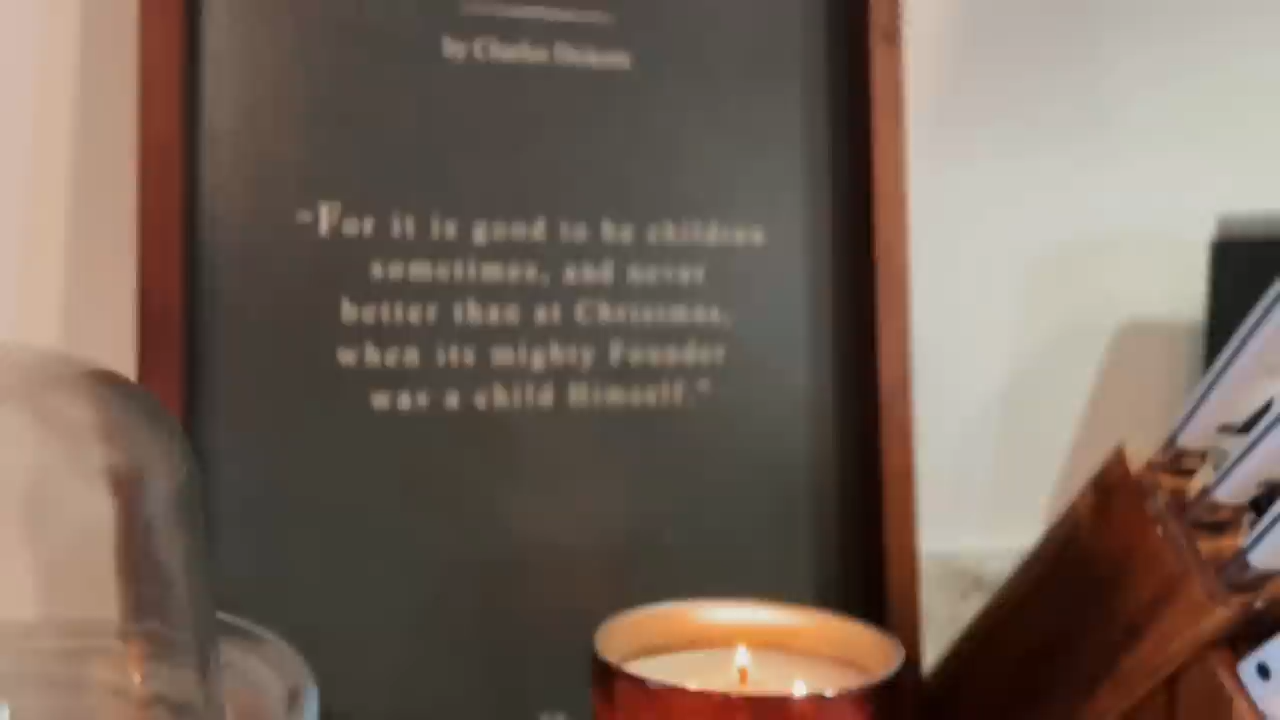 by Charles Dickens
"For it is good to be children
sometimes, and never
better than at Christmas,
when its mighty Founder
was a child Himself."